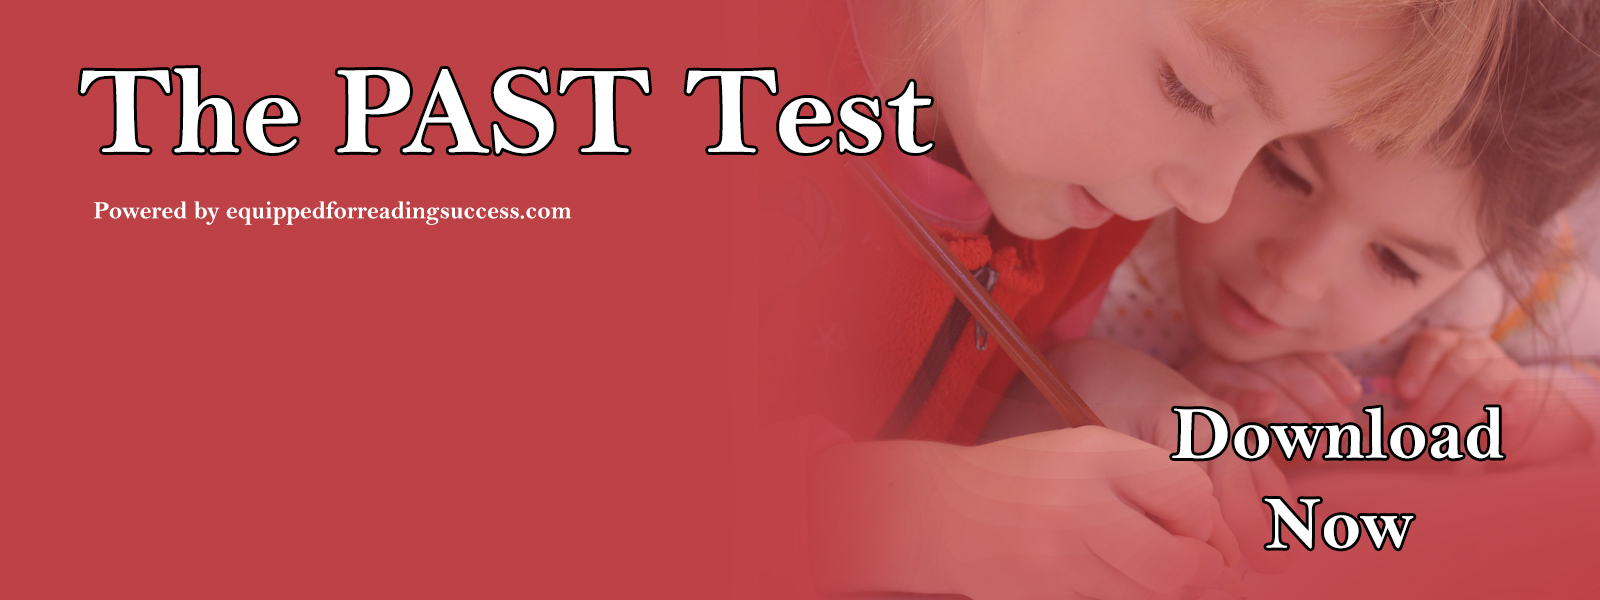 The PAST Test
Powered by equippedforreadingsuccess.com
Download
Now